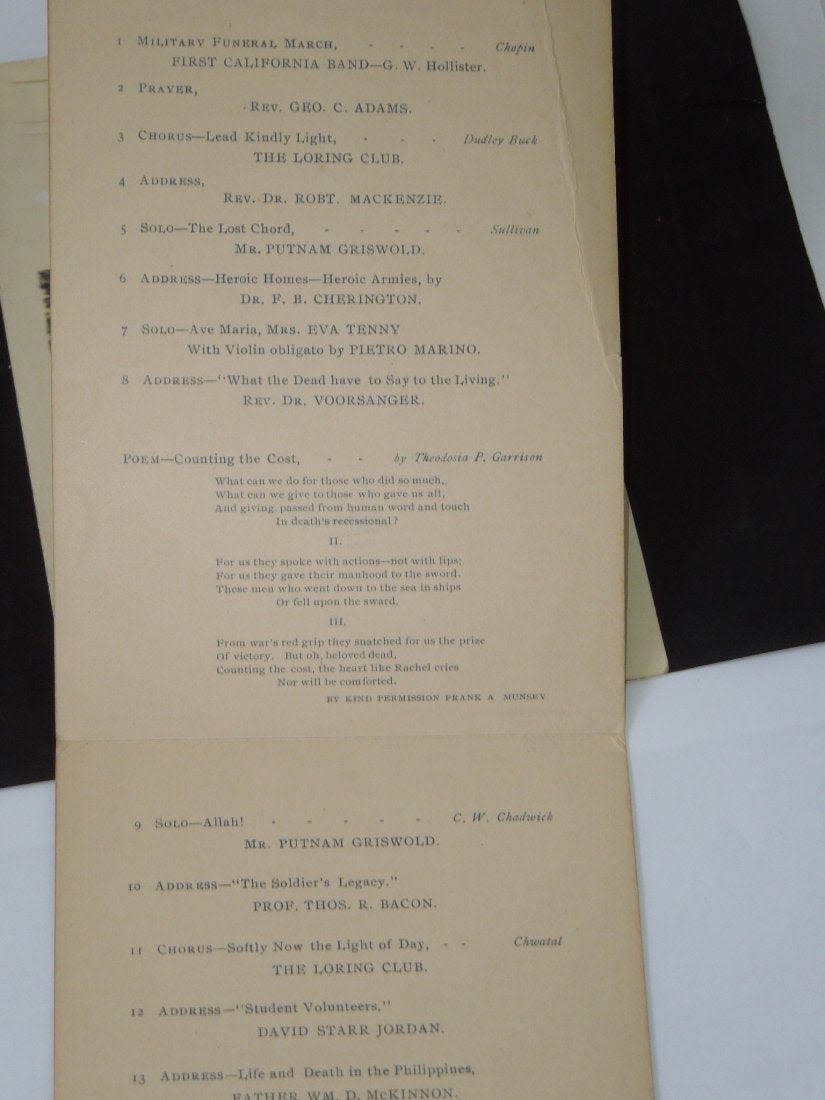 1 MILITARY FUNERAL MARCH, - - - - Chopin
FIRST CALIFORNIA BAND—G. W. Hollister.
2 PRAYER,
REV. GEO. C. ADAMS.
3 CHORUS—Lead Kindly Light, - - - Dudley Buck
THE LORING CLUB.
4 ADDRESS,
REV. DR. ROBT. MACKENZIE.
5 SOLO—The Lost Chord, - - - - - Sullivan
MR. PUTNAM GRISWOLD.
6 ADDRESS—Heroic Homes—Heroic Armies, by
DR. F. B. CHERINGTON.
7 SOLO—Ave Maria, MRS. EVA TENNY
With Violin obligato by PIETRO MARINO.
8 ADDRESS—"What the Dead have to Say to the Living."
REV. DR. VOORSANGER.
POEM—Counting the Cost, - - by Theodosia P. Garrison
What can we do for those who did so much,
What can we give to those who gave us all,
And giving, passed from human word and touch
In death's recessional?
II.
For us they spoke with actions—not with lips;
For us they gave their manhood to the sword.
These men who went down to the sea in ships
Or fell upon the sward.
III.
From war's red grip they snatched for us the prize
Of victory. But oh, beloved dead,
Counting the cost, the heart like Rachel cries
Nor will be comforted.
BY KIND PERMISSION FRANK A MUNSEY
9 SOLO—Allah! - - - - - C. W. Chadwick
MR. PUTNAM GRISWOLD.
10 ADDRESS—"The Soldier's Legacy."
PROF. THOS. R. BACON.
11 CHORUS—Softly Now the Light of Day, - - Chwatal
THE LORING CLUB.
12 ADDRESS—"Student Volunteers,"
DAVID STARR JORDAN.
13 ADDRESS—Life and Death in the Philippines,
FATHER WM. D. McKINNON.